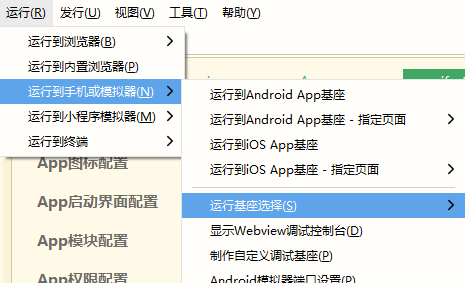 运行(R) 发行(U) 视图(V) 工具(T) 帮助(Y)
运行到浏览器(B)
运行到内置浏览器(P)
运行到手机或模拟器(N)
运行到小程序模拟器(M)
运行到终端
运行到Android App基座
运行到Android App基座 - 指定页面
运行到iOS App基座
运行到iOS App基座 - 指定页面
运行基座选择(S)
显示Webview调试控制台(D)
制作自定义调试基座(P)
Android模拟器端口设置(P)
App图标配置
App启动界面配置
App模块配置
App权限配置